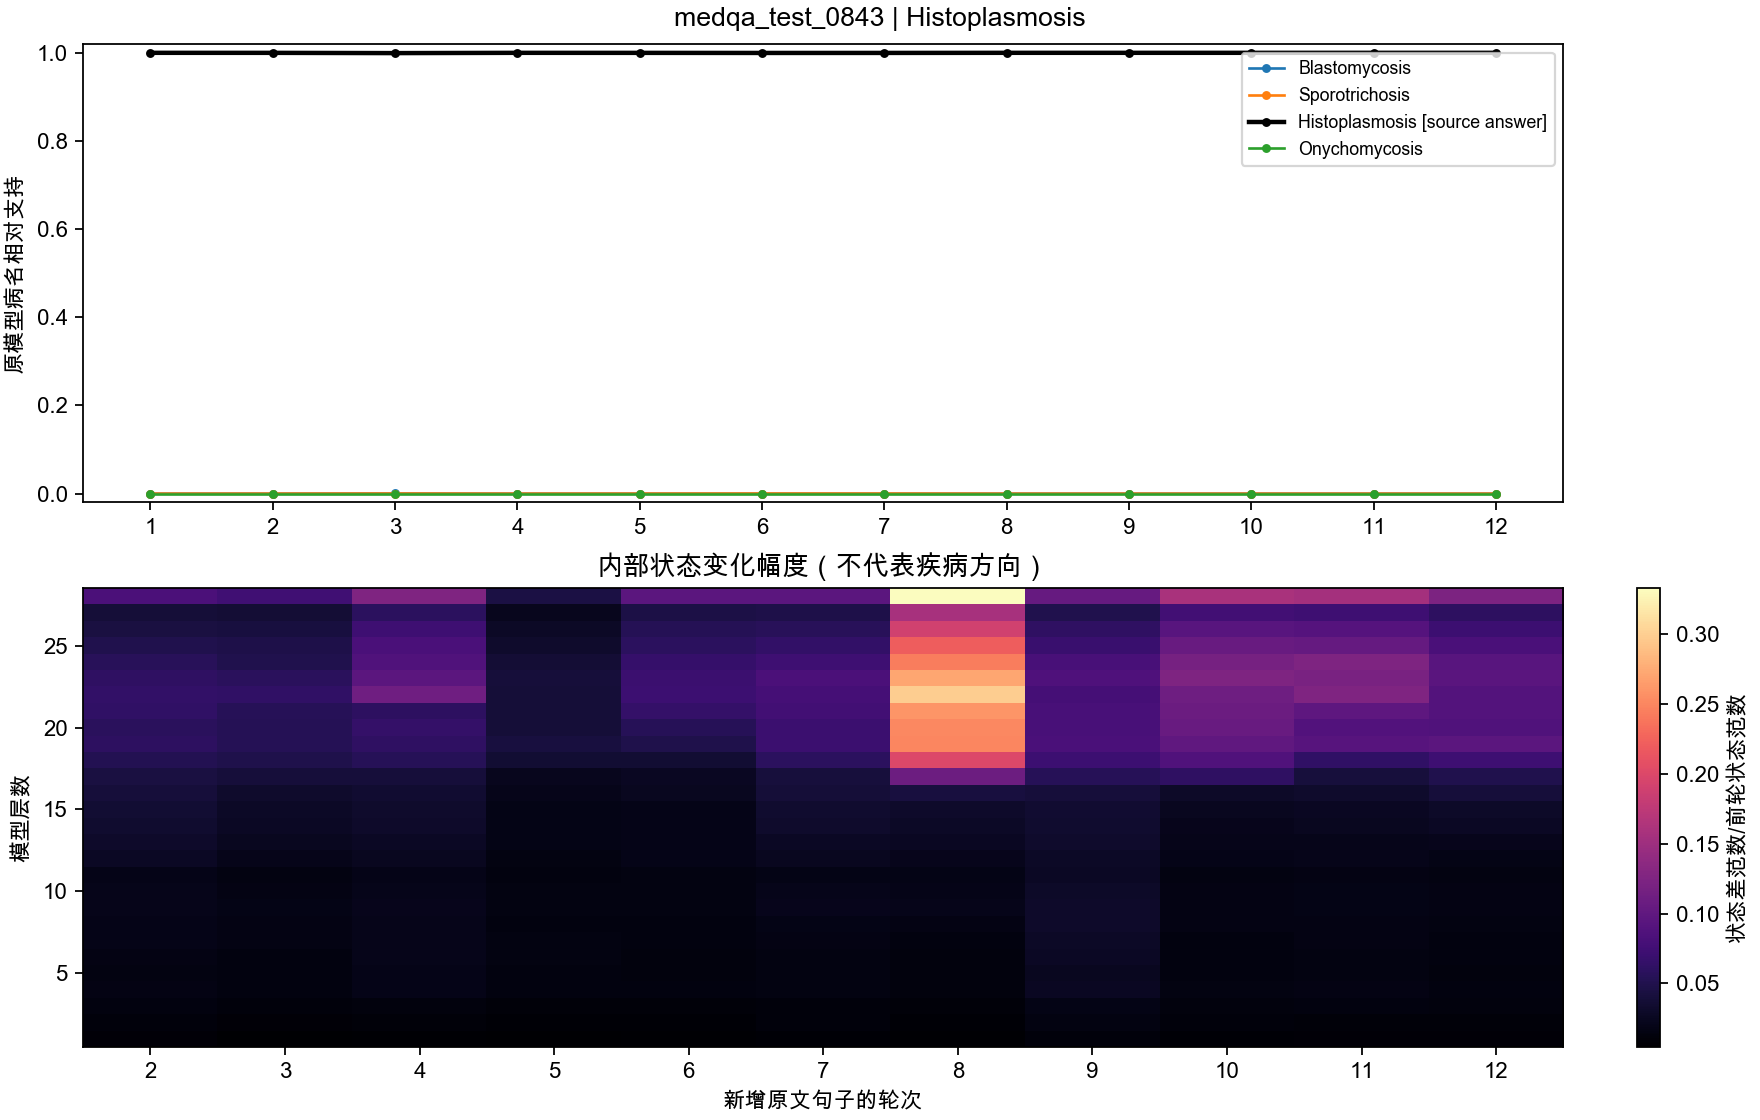 medqa_test_0843 | Histoplasmosis
原模型病名相对支持
1.0
0.8
0.6
0.4
0.2
0.0
Blastomycosis
Sporotrichosis
Histoplasmosis [source answer]
Onychomycosis
1 2 3 4 5 6 7 8 9 10 11 12
内部状态变化幅度（不代表疾病方向）
模型层数
25
20
15
10
5
2 3 4 5 6 7 8 9 10 11 12
新增原文句子的轮次
0.30
0.25
0.20
0.15
0.10
0.05
状态差范数/前轮状态范数